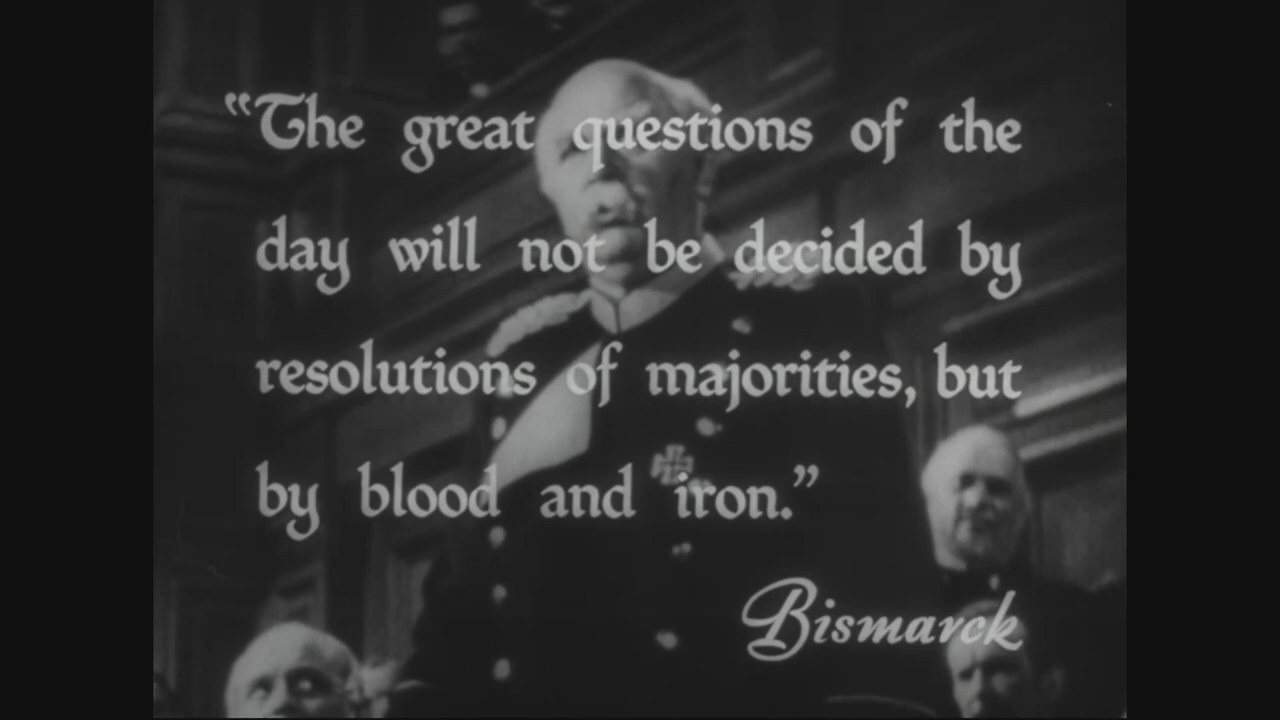 “The great questions of the
day will not be decided by
resolutions of majorities, but
by blood and iron.”
Bismarck